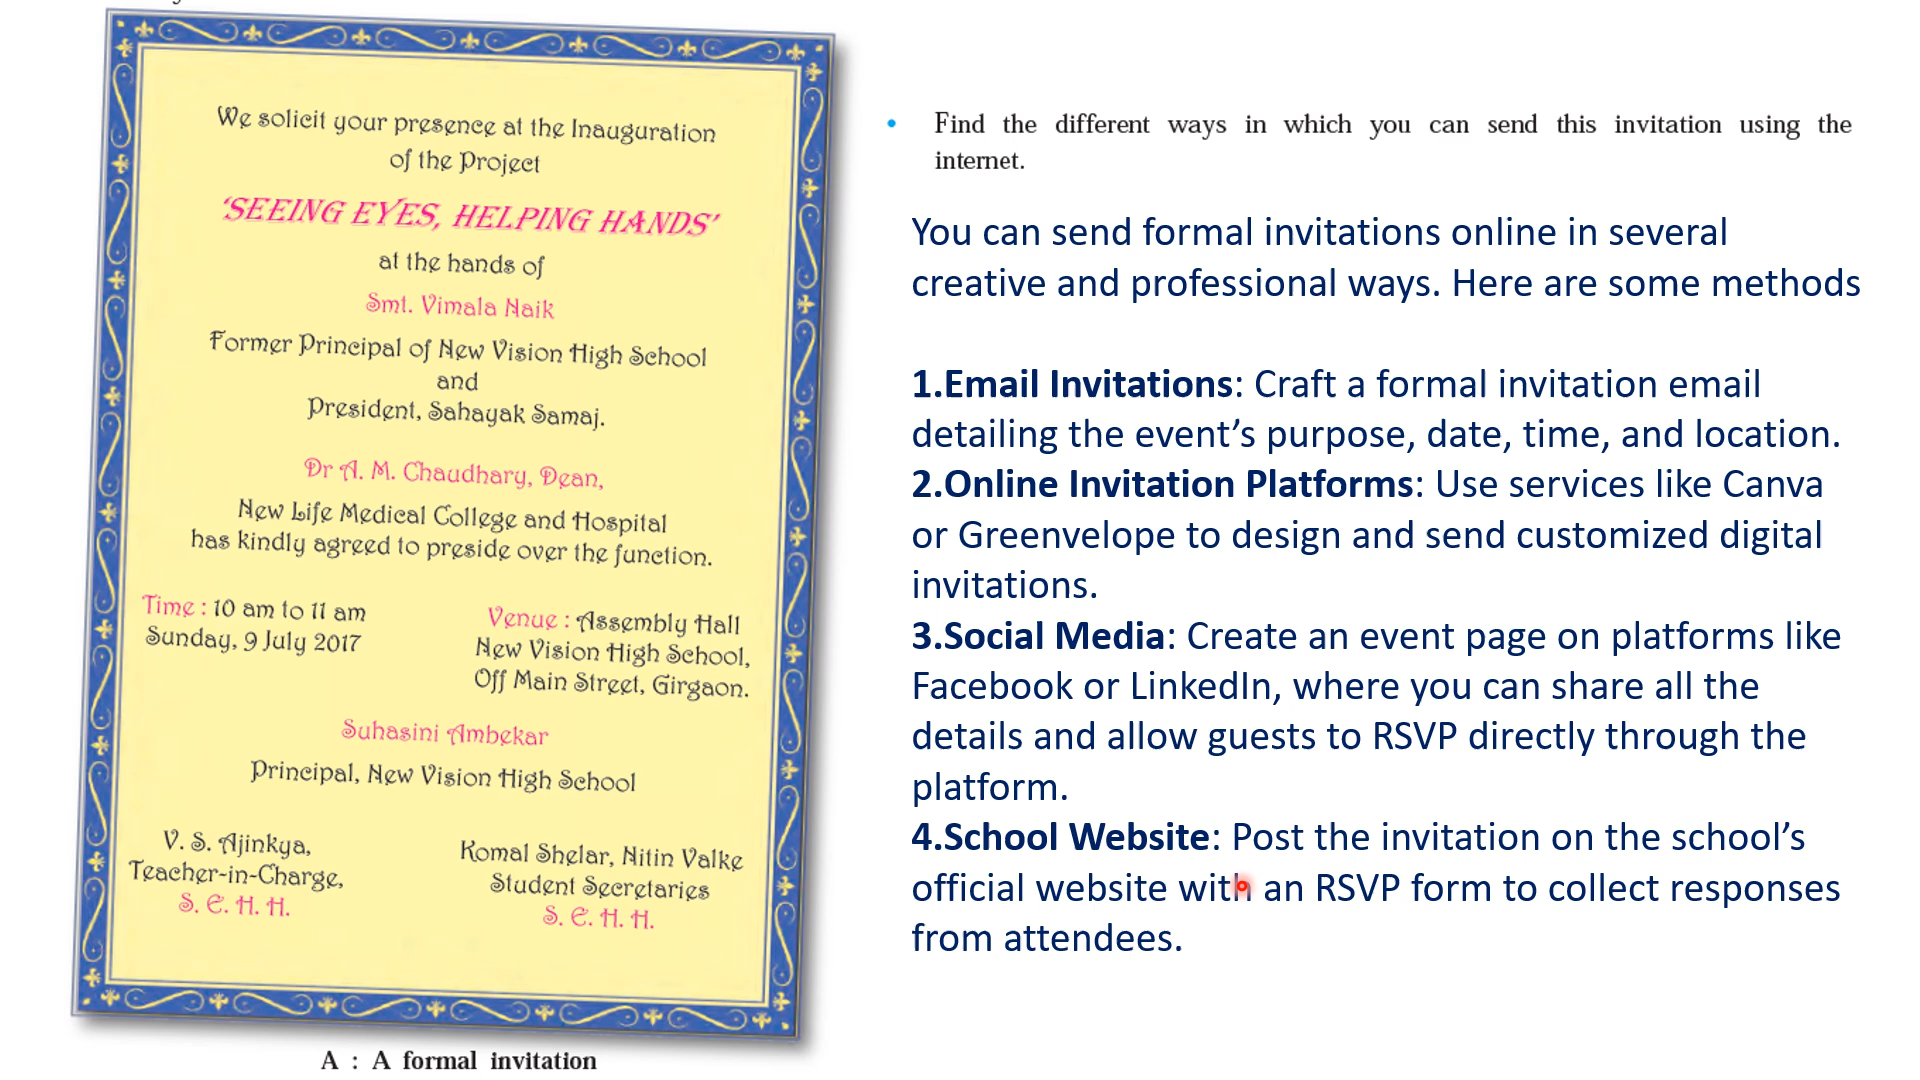 We solicit your presence at the Inauguration
of the Project
‘SEEING EYES, HELPING HANDS’
at the hands of
Smt. Vimala Naik
Former Principal of New Vision High School
and
President, Sahayak Samaj.
Dr A. M. Chaudhary, Dean,
New Life Medical College and Hospital
has kindly agreed to preside over the function.
Time : 10 am to 11 am
Sunday, 9 July 2017
Venue : Assembly Hall
New Vision High School,
Off Main Street, Girgaon.
Suhasini Ambekar
Principal, New Vision High School
V. S. Ajinkya,
Teacher-in-Charge,
S. E. H. H.
Komal Shelar, Nitin Valke
Student Secretaries
S. E. H. H.
A : A formal invitation
• Find the different ways in which you can send this invitation using the
internet.
You can send formal invitations online in several
creative and professional ways. Here are some methods
1.Email Invitations: Craft a formal invitation email
detailing the event’s purpose, date, time, and location.
2.Online Invitation Platforms: Use services like Canva
or Greenvelope to design and send customized digital
invitations.
3.Social Media: Create an event page on platforms like
Facebook or LinkedIn, where you can share all the
details and allow guests to RSVP directly through the
platform.
4.School Website: Post the invitation on the school’s
official website with an RSVP form to collect responses
from attendees.